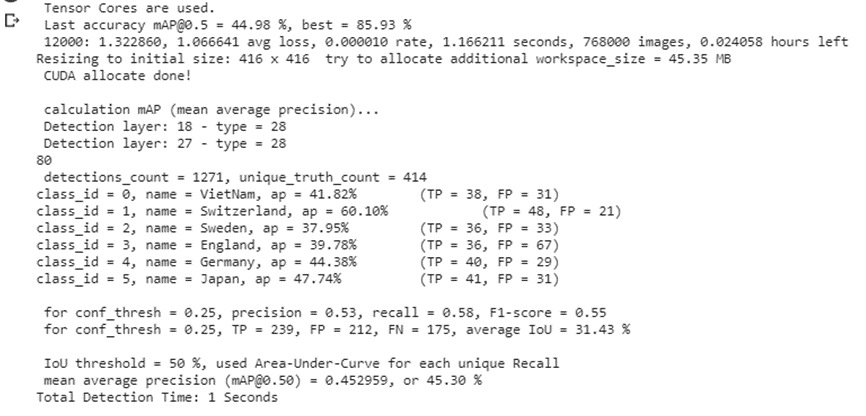 Tensor Cores are used.
Last accuracy mAP@0.5 = 44.98 %, best = 85.93 %
12000: 1.322860, 1.066641 avg loss, 0.000010 rate, 1.166211 seconds, 768000 images, 0.024058 hours left
Resizing to initial size: 416 x 416  try to allocate additional workspace_size = 45.35 MB
CUDA allocate done!
calculation mAP (mean average precision)...
Detection layer: 18 - type = 28
Detection layer: 27 - type = 28
80
detections_count = 1271, unique_truth_count = 414
class_id = 0, name = VietNam, ap = 41.82% (TP = 38, FP = 31)
class_id = 1, name = Switzerland, ap = 60.10% (TP = 48, FP = 21)
class_id = 2, name = Sweden, ap = 37.95% (TP = 36, FP = 33)
class_id = 3, name = England, ap = 39.78% (TP = 36, FP = 67)
class_id = 4, name = Germany, ap = 44.38% (TP = 40, FP = 29)
class_id = 5, name = Japan, ap = 47.74% (TP = 41, FP = 31)
for conf_thresh = 0.25, precision = 0.53, recall = 0.58, F1-score = 0.55
for conf_thresh = 0.25, TP = 239, FP = 212, FN = 175, average IoU = 31.43 %
IoU threshold = 50 %, used Area-Under-Curve for each unique Recall
mean average precision (mAP@0.50) = 0.452959, or 45.30 %
Total Detection Time: 1 Seconds